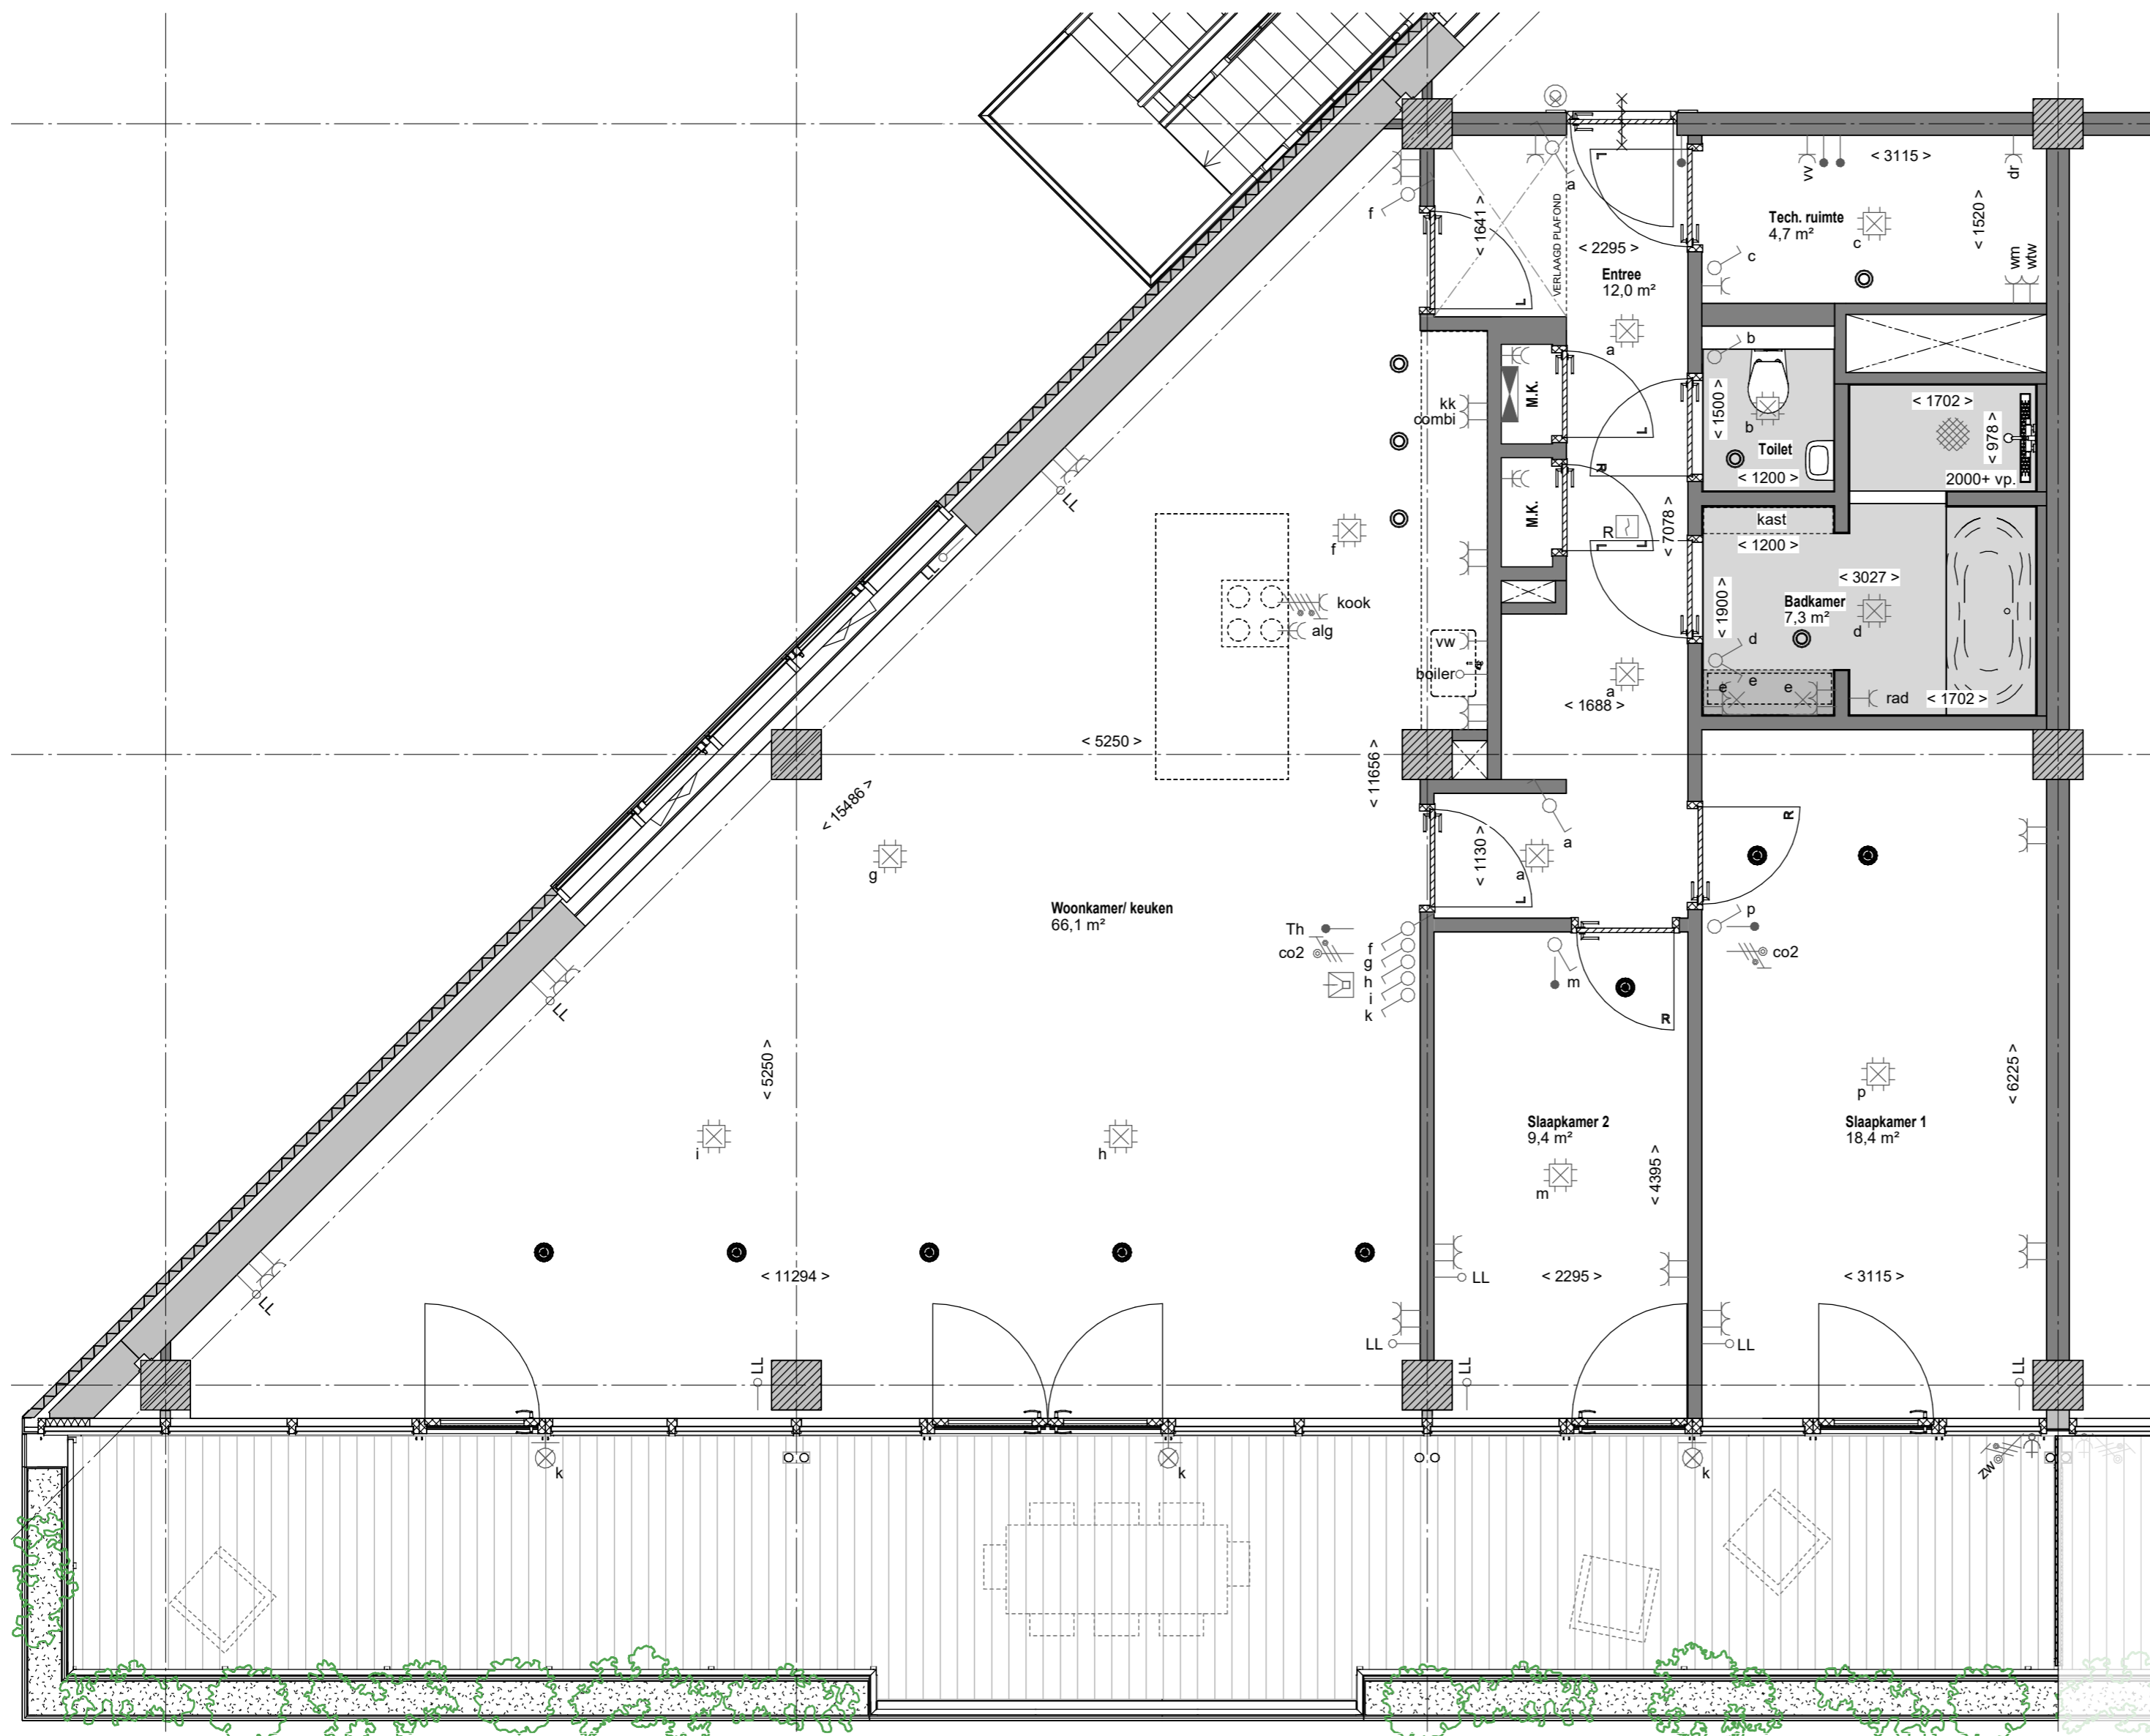 vv
< 3115 >
dr
a
f
< 1641 >
VERLAAGD PLAFOND
< 2295 >
Entree
12,0 m²
Tech. ruimte
4,7 m²
c
c
< 1520 >
wm
wtw
L
L
a
b
b
< 1500 >
Toilet
< 1200 >
< 1702 >
< 978 >
2000+ vp.
kk
combi
M.K.
M.K.
L
R
R
L
L
< 7078 >
kast
< 1200 >
< 3027 >
Badkamer
7,3 m²
d
d
< 1900 >
e
e
e
rad
< 1702 >
LL
LL
f
kook
alg
vw
boiler
a
< 1688 >
< 5250 >
< 11656 >
< 15486 >
g
Woonkamer/ keuken
66,1 m²
< 1130 >
a
a
L
R
Th
co2
f
g
h
i
k
p
co2
m
R
LL
< 5250 >
i
h
Slaapkamer 2
9,4 m²
m
< 4395 >
Slaapkamer 1
18,4 m²
p
< 6225 >
< 11294 >
LL
< 2295 >
< 3115 >
LL
LL
LL
LL
LL
LL
k
k
k
zw